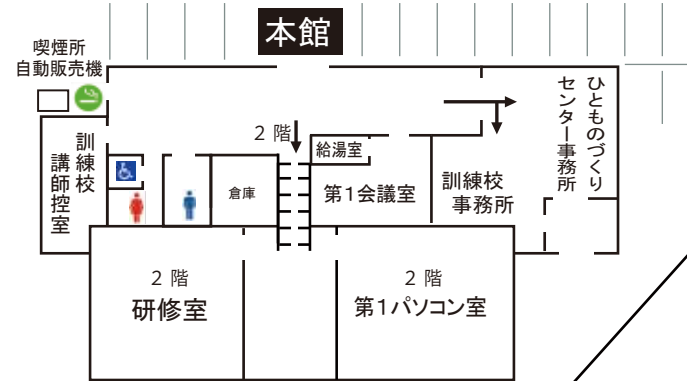 本館
喫煙所
自動販売機
訓練校
講師控室
2 階
給湯室
倉庫
第1会議室
訓練校
事務所
ひとものづくり
センター事務所
2 階
研修室
2 階
第1パソコン室